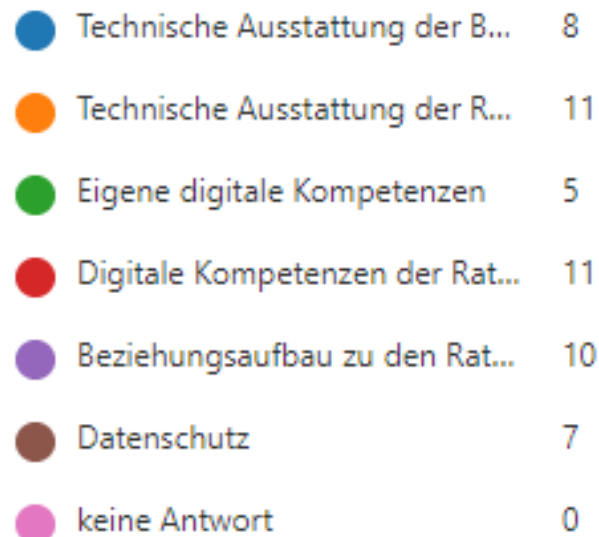 Technische Ausstattung der B... 8
Technische Ausstattung der R... 11
Eigene digitale Kompetenzen 5
Digitale Kompetenzen der Rat... 11
Beziehungsaufbau zu den Rat... 10
Datenschutz 7
keine Antwort 0